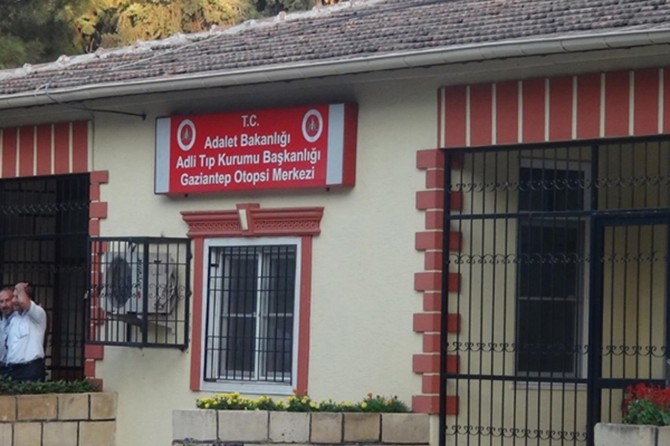 T.C.
Adalet Bakanlığı
Adli Tıp Kurumu Başkanlığı
Gaziantep Otopsi Merkezi